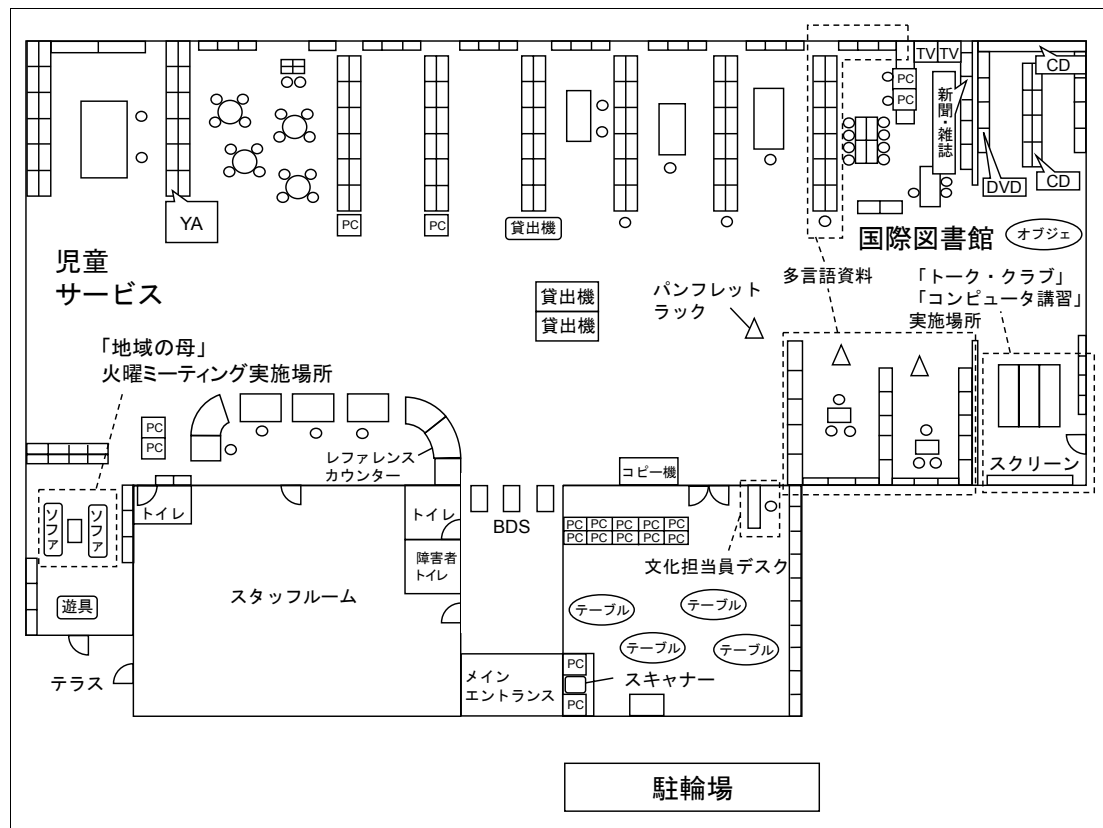 TV TV
CD
PC
PC
新聞・雑誌
DVD
CD
YA
PC
PC
貸出機
国際図書館
オブジェ
児童
サービス
多言語資料
「トーク・クラブ」
「コンピュータ講習」
実施場所
パンフレット
ラック
貸出機
貸出機
「地域の母」
火曜ミーティング実施場所
PC
PC
レファレンス
カウンター
コピー機
スクリーン
トイレ
トイレ
BDS
PC PC PC PC PC
PC PC PC PC PC
ソファ
ソファ
障害者
トイレ
文化担当員デスク
スタッフルーム
遊具
テーブル
テーブル
テーブル
テーブル
テラス
メイン
エントランス
PC
スキャナー
PC
駐輪場